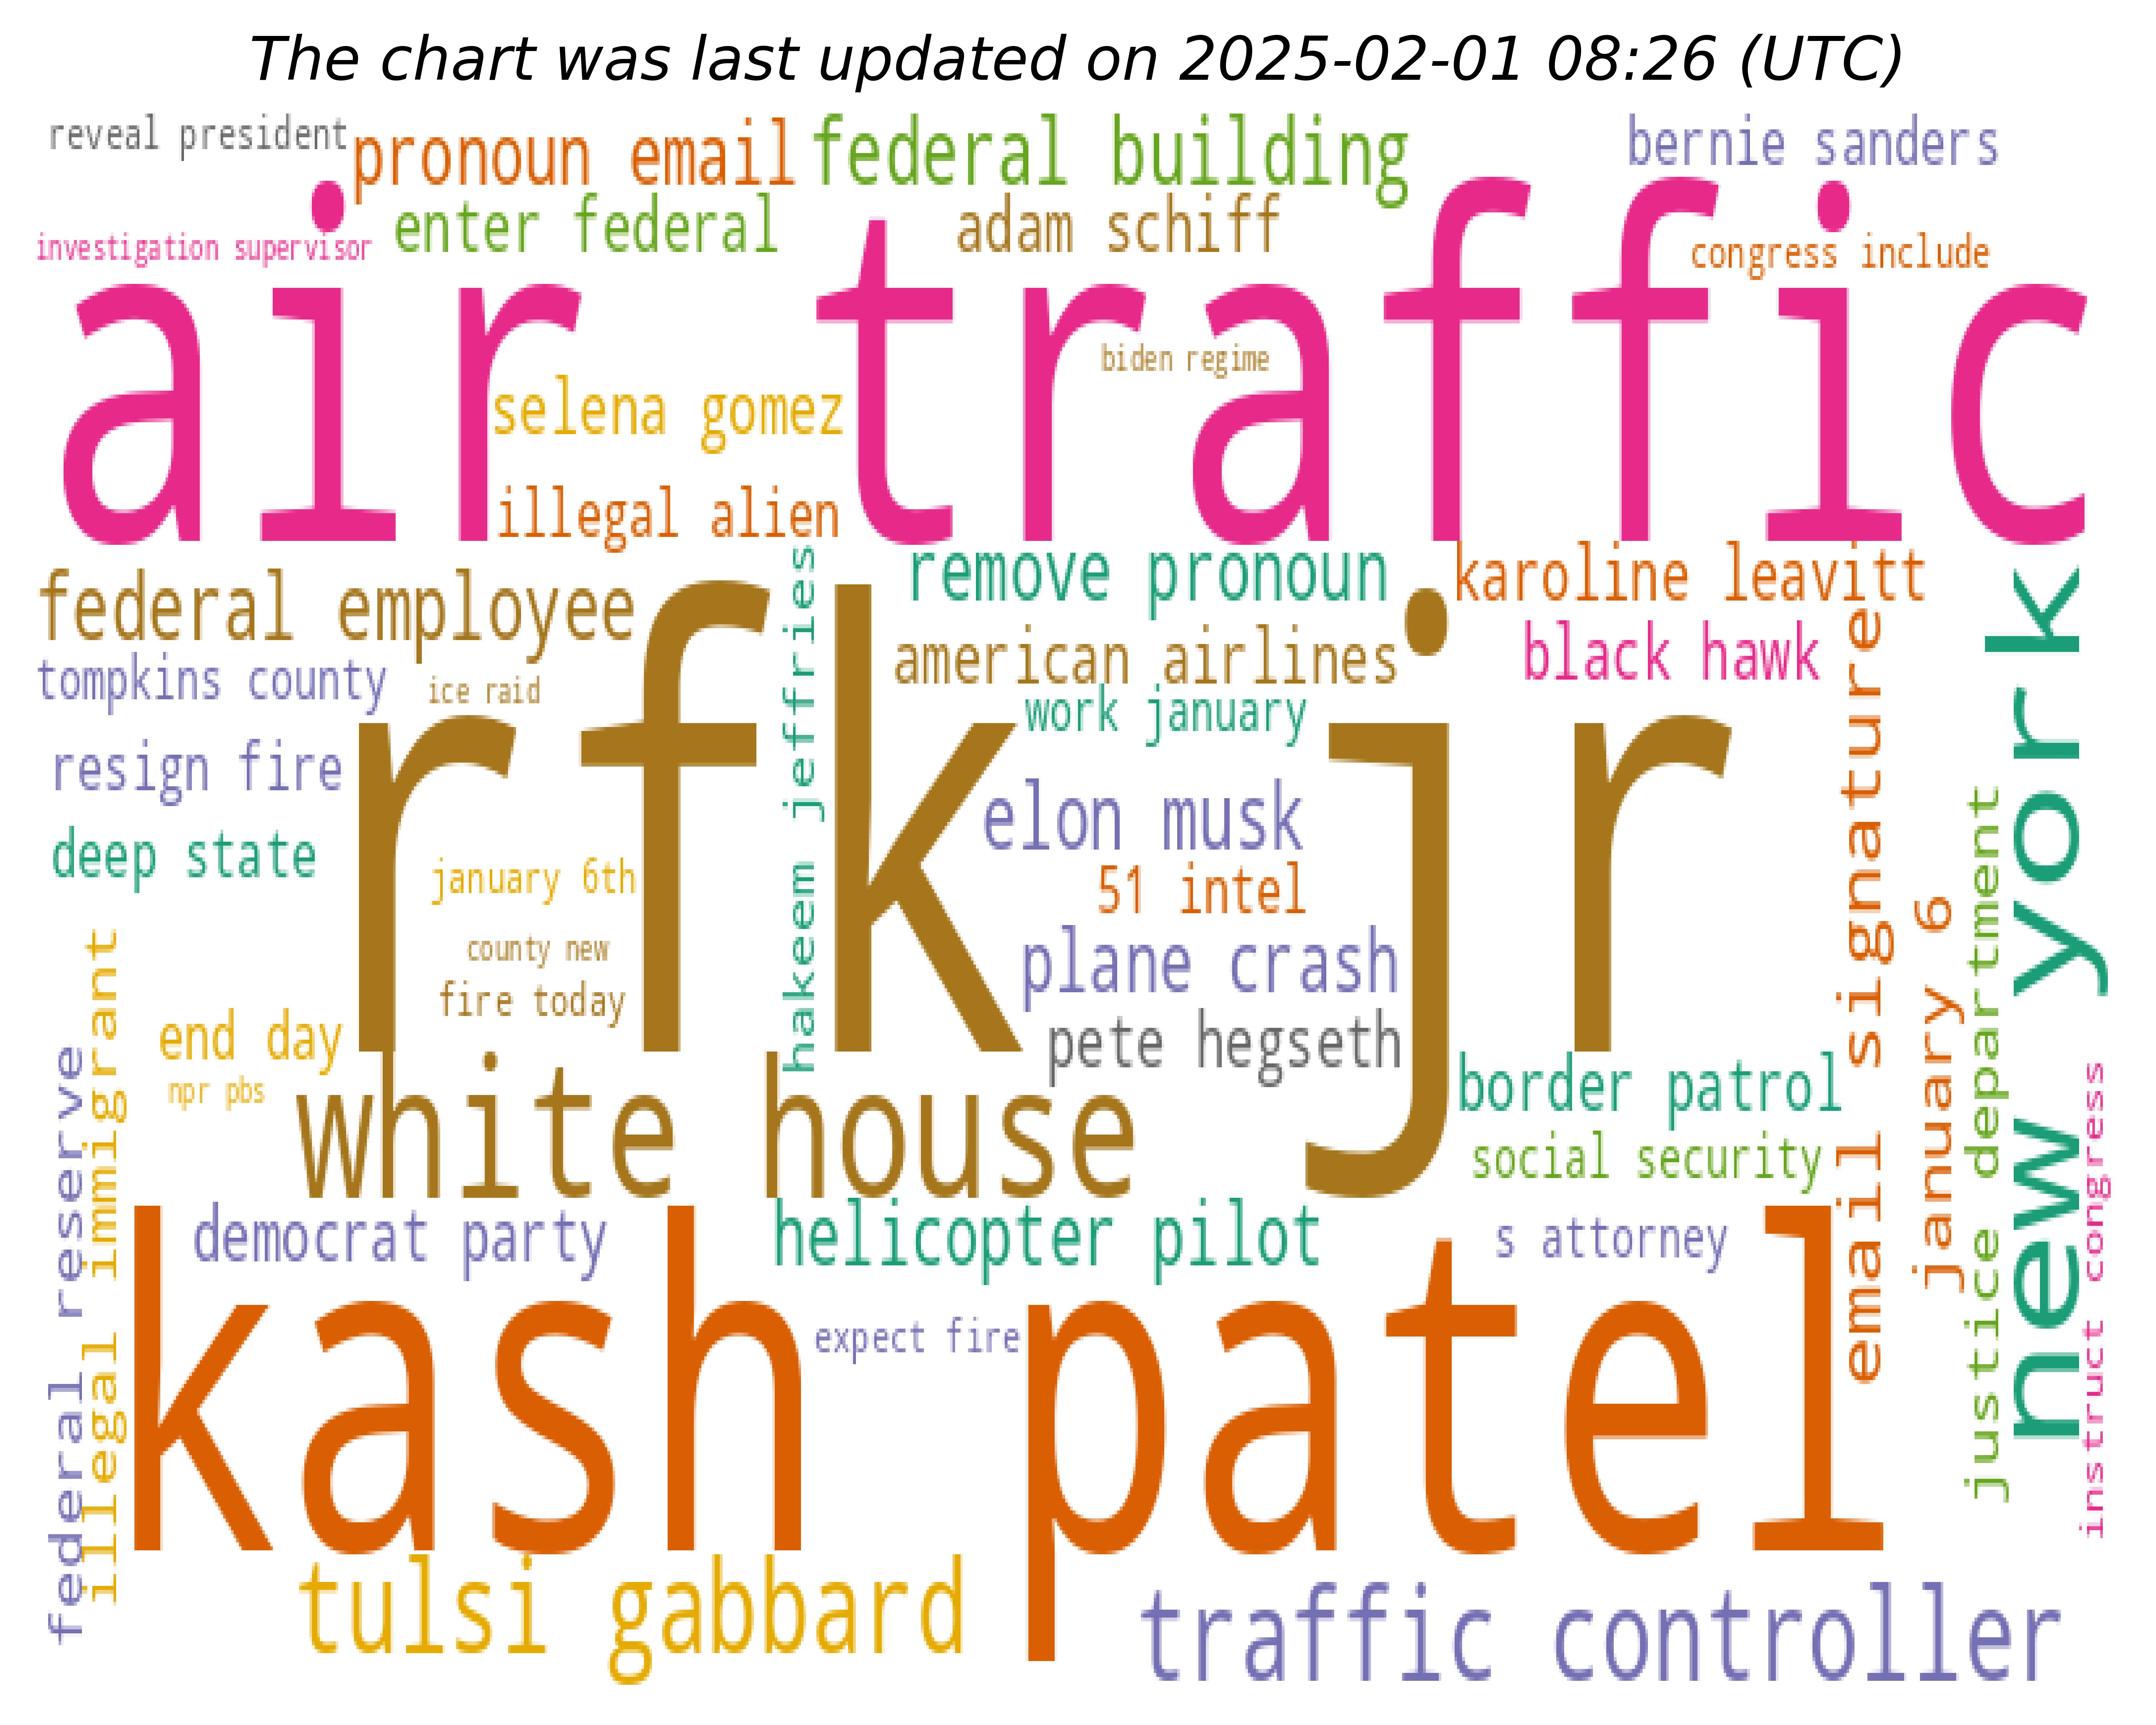 The chart was last updated on 2025-02-01 08:26 (UTC)
reveal president
pronoun email
federal building
bernie sanders
investigation supervisor
enter federal
adam schiff
congress include
air traffic
biden regime
selena gomez
illegal alien
federal employee
remove pronoun
karoline leavitt
tompkins county
ice raid
american airlines
black hawk
work january
rfk jr
resign fire
hakeem jeffries
elon musk
deep state
january 6th
51 intel
county new
plane crash
fire today
end day
pete hegseth
npr pbs
white house
border patrol
social security
email signature
january 6
justice department
new york
instruct congress
federal reserve
illegal immigrant
democrat party
helicopter pilot
s attorney
expect fire
kash patel
tulsi gabbard
traffic controller